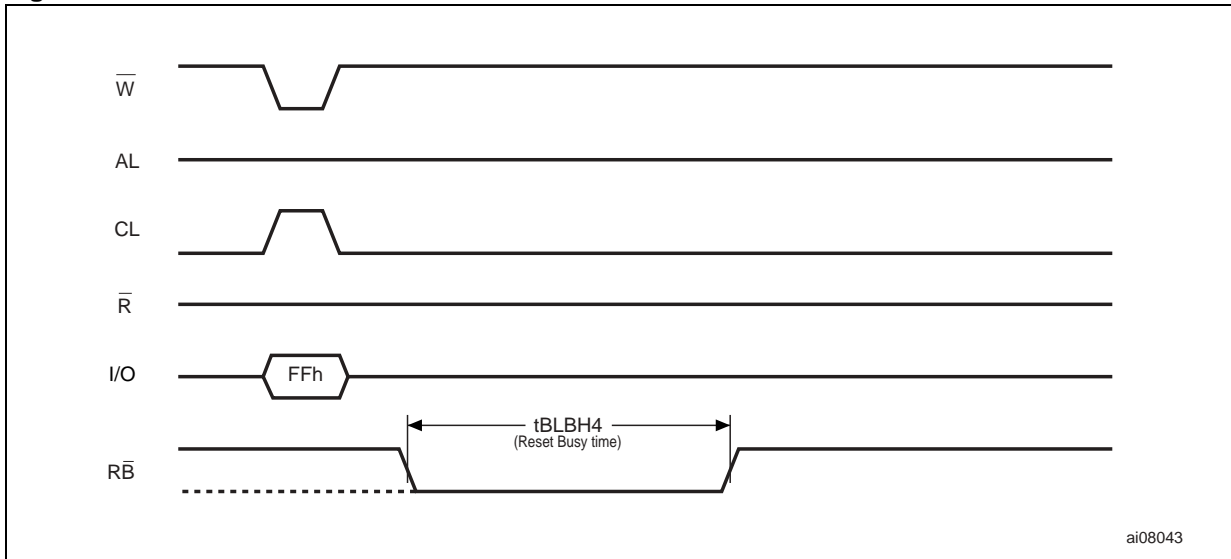 W̅
AL
CL
R̅
I/O FFh
tBLBH4
(Reset Busy time)
RB̅
ai08043